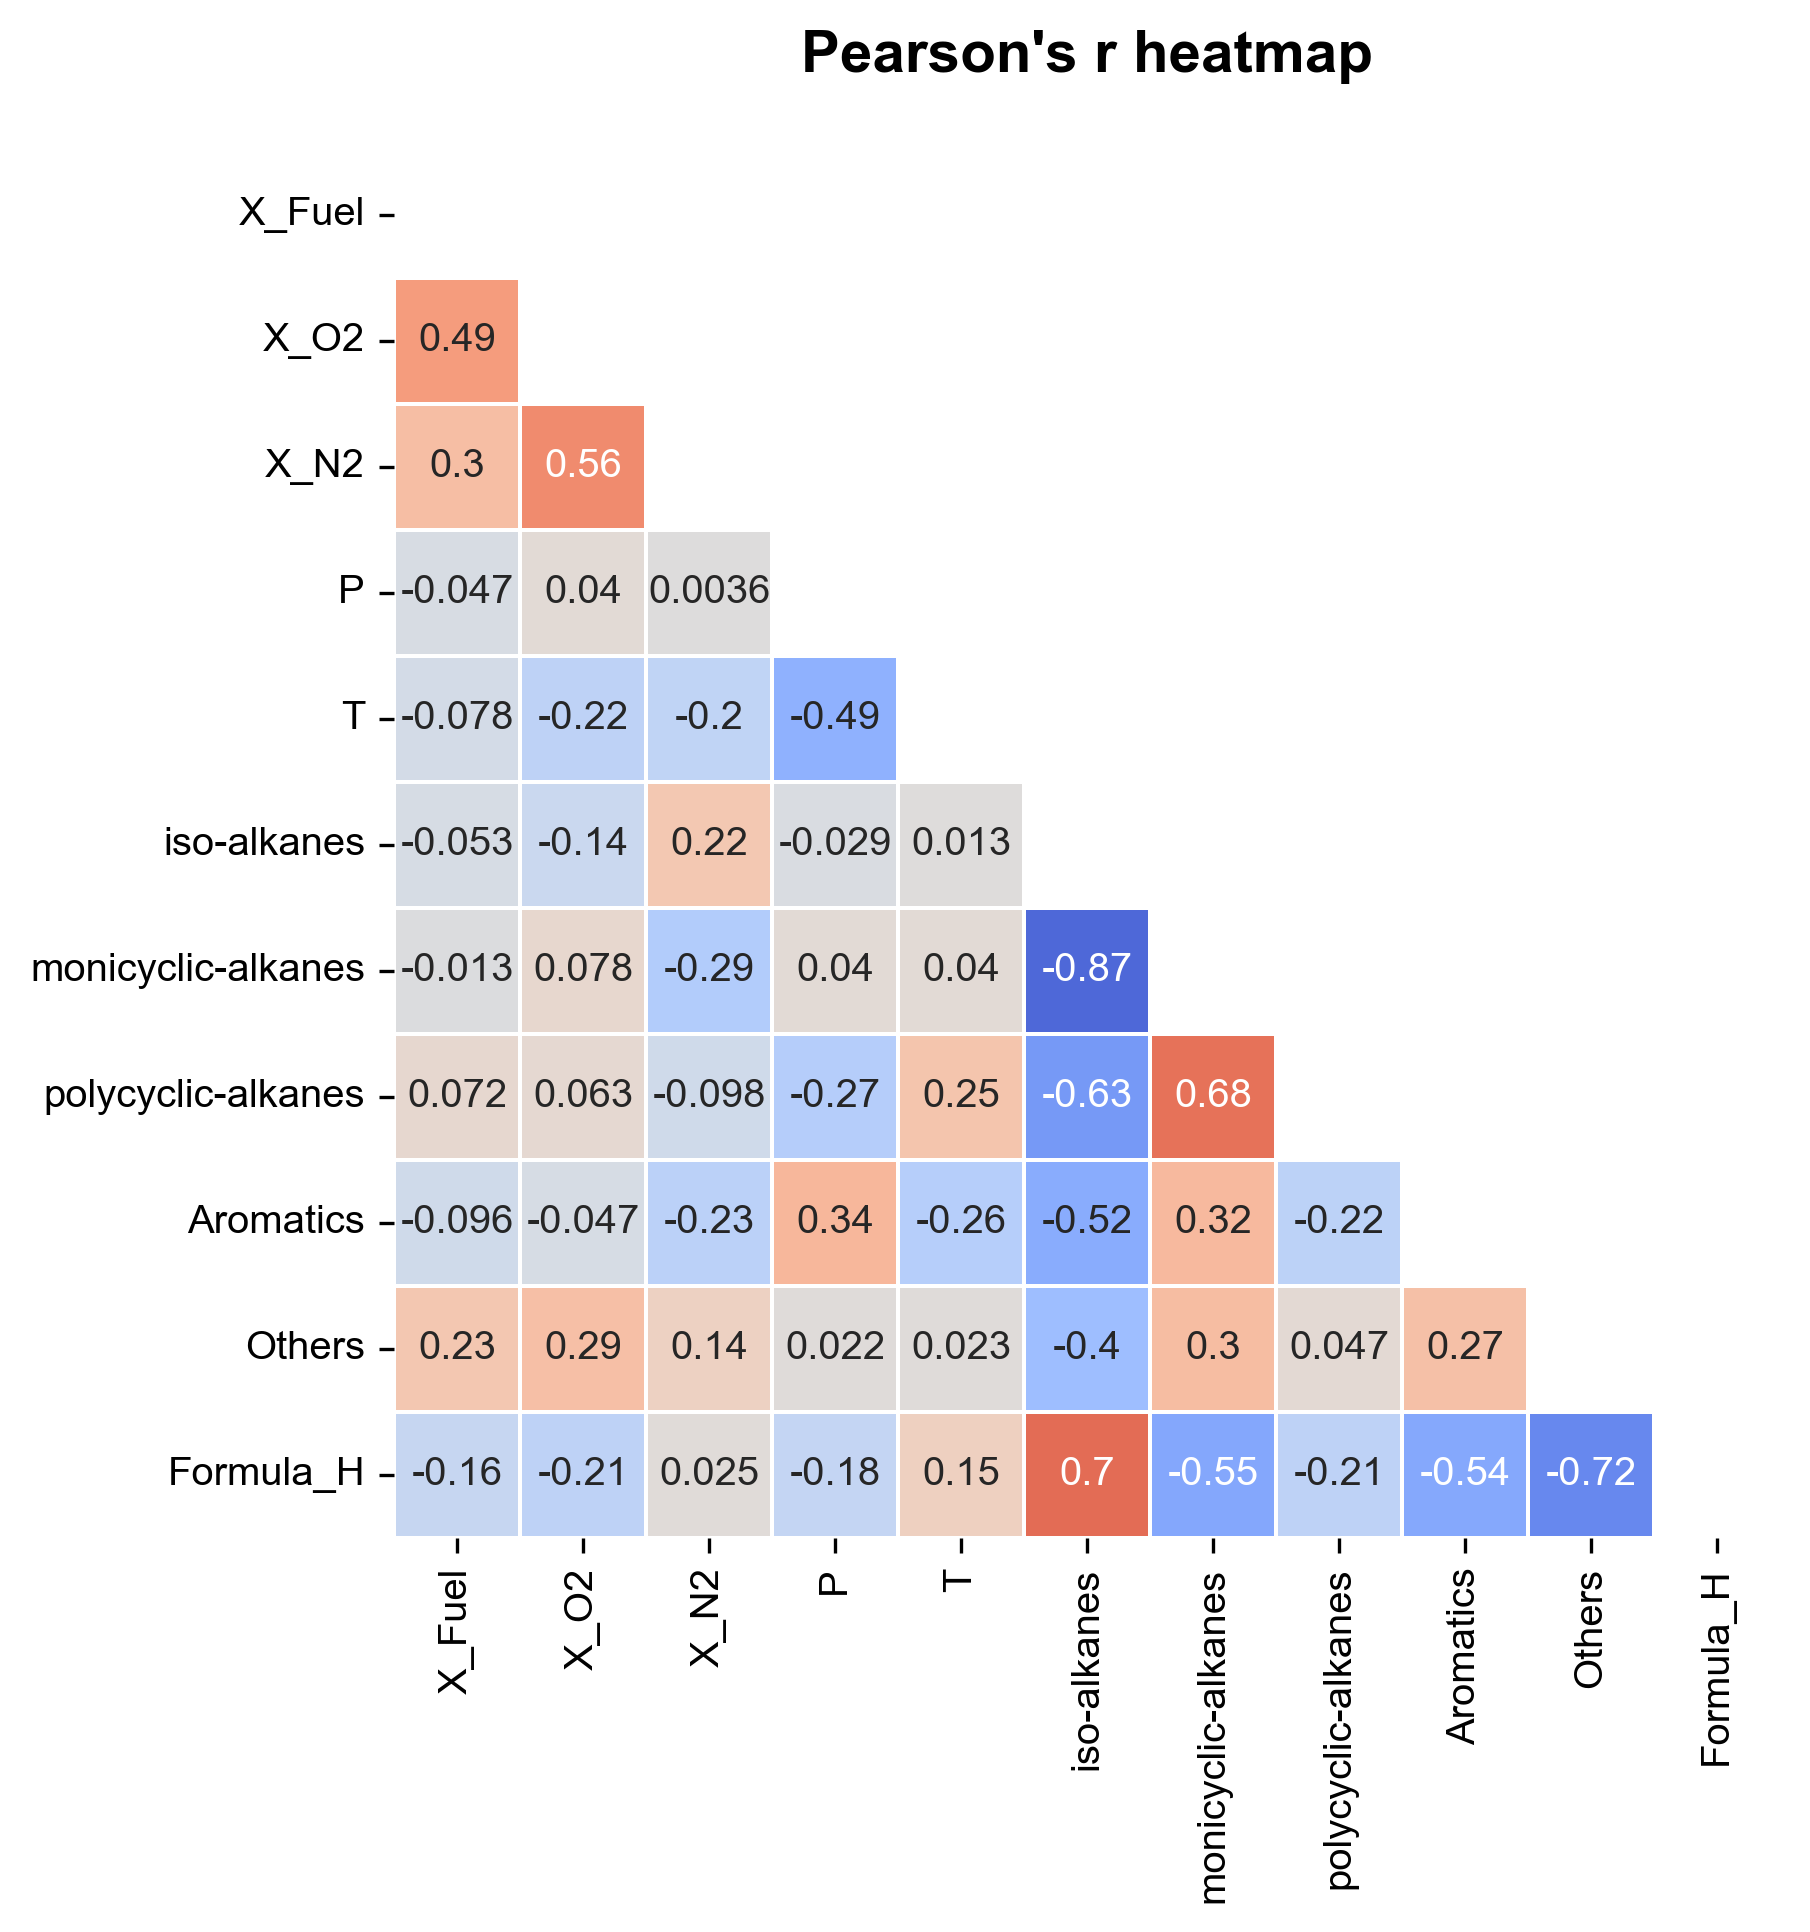 Pearson's r heatmap
X_Fuel
X_O2 0.49
X_N2 0.3 0.56
P -0.047 0.04 0.0036
T -0.078 -0.22 -0.2 -0.49
iso-alkanes -0.053 -0.14 0.22 -0.029 0.013
monicyclic-alkanes -0.013 0.078 -0.29 0.04 0.04 -0.87
polycyclic-alkanes 0.072 0.063 -0.098 -0.27 0.25 -0.63 0.68
Aromatics -0.096 -0.047 -0.23 0.34 -0.26 -0.52 0.32 -0.22
Others 0.23 0.29 0.14 0.022 0.023 -0.4 0.3 0.047 0.27
Formula_H -0.16 -0.21 0.025 -0.18 0.15 0.7 -0.55 -0.21 -0.54 -0.72
X_Fuel
X_O2
X_N2
P
T
iso-alkanes
monicyclic-alkanes
polycyclic-alkanes
Aromatics
Others
Formula_H